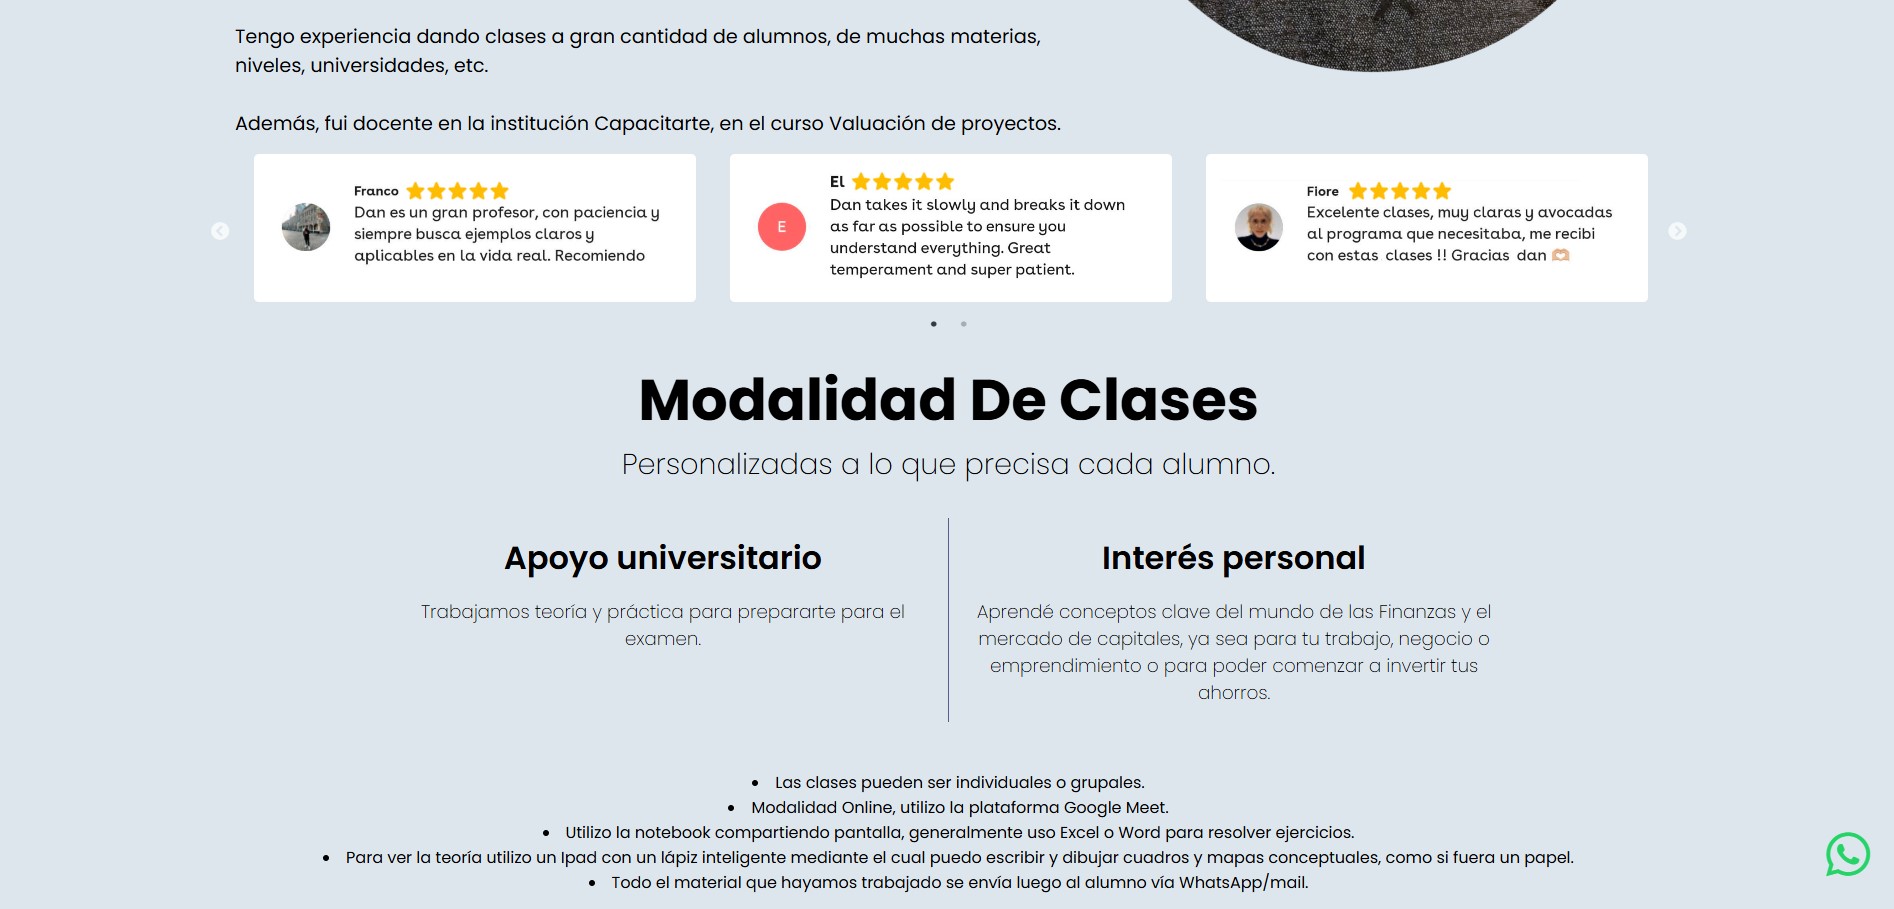 Tengo experiencia dando clases a gran cantidad de alumnos, de muchas materias,
niveles, universidades, etc.
Además, fui docente en la institución Capacitarte, en el curso Valuación de proyectos.
Franco
Dan es un gran profesor, con paciencia y
siempre busca ejemplos claros y
aplicables en la vida real. Recomiendo
E
El
Dan takes it slowly and breaks it down
as far as possible to ensure you
understand everything. Great
temperament and super patient.
Fiore
Excelente clases, muy claras y avocadas
al programa que necesitaba, me recibi
con estas clases !! Gracias dan 🫶🏼
Modalidad De Clases
Personalizadas a lo que precisa cada alumno.
Apoyo universitario
Trabajamos teoría y práctica para prepararte para el
examen.
Interés personal
Aprendé conceptos clave del mundo de las Finanzas y el
mercado de capitales, ya sea para tu trabajo, negocio o
emprendimiento o para poder comenzar a invertir tus
ahorros.
• Las clases pueden ser individuales o grupales.
• Modalidad Online, utilizo la plataforma Google Meet.
• Utilizo la notebook compartiendo pantalla, generalmente uso Excel o Word para resolver ejercicios.
• Para ver la teoría utilizo un Ipad con un lápiz inteligente mediante el cual puedo escribir y dibujar cuadros y mapas conceptuales, como si fuera un papel.
• Todo el material que hayamos trabajado se envía luego al alumno vía WhatsApp/mail.